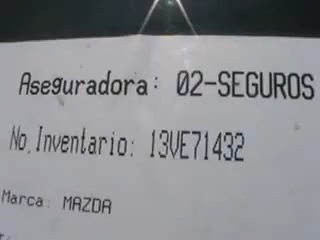 Aseguradora: 02-SEGUROS
No. Inventario: 13VE71432
Marca: MAZDA